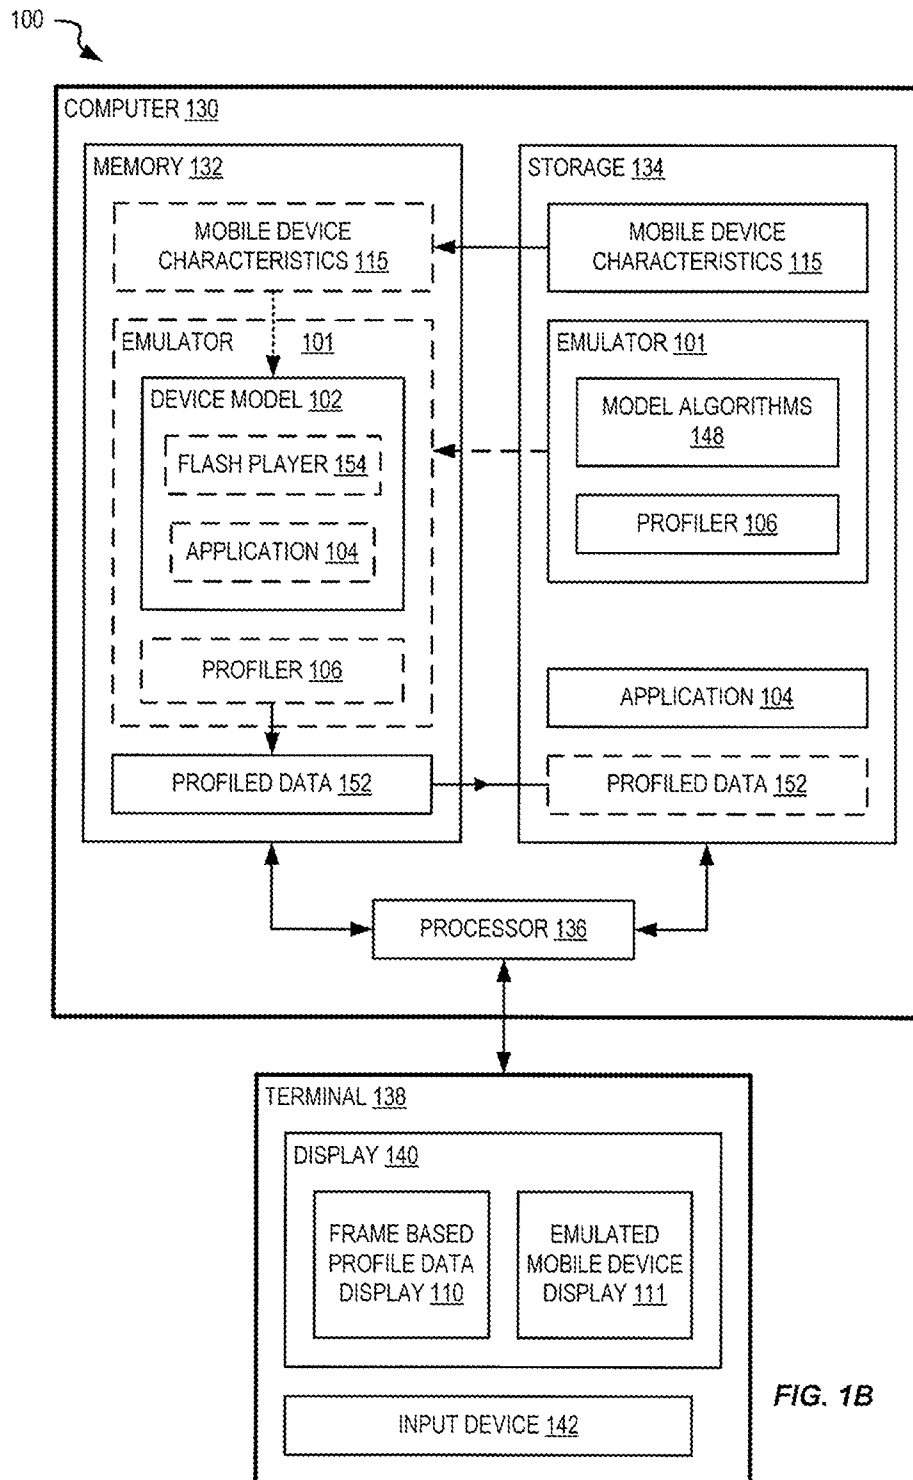 100
COMPUTER 130
MEMORY 132
MOBILE DEVICE
CHARACTERISTICS 115
EMULATOR 101
DEVICE MODEL 102
FLASH PLAYER 154
APPLICATION 104
PROFILER 106
PROFILED DATA 152
STORAGE 134
MOBILE DEVICE
CHARACTERISTICS 115
EMULATOR 101
MODEL ALGORITHMS
148
PROFILER 106
APPLICATION 104
PROFILED DATA 152
PROCESSOR 136
TERMINAL 138
DISPLAY 140
FRAME BASED
PROFILE DATA
DISPLAY 110
EMULATED
MOBILE DEVICE
DISPLAY 111
INPUT DEVICE 142
FIG. 1B